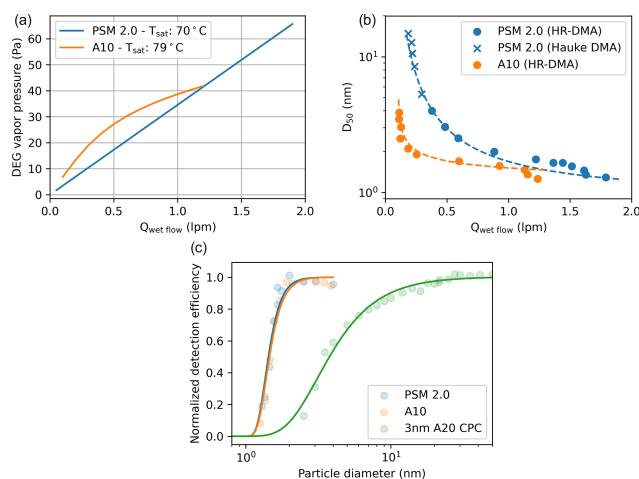 (a)
PSM 2.0 - Tsat: 70°C
A10 - Tsat: 79°C
DEG vapor pressure (Pa)
60
50
40
30
20
10
0
0.0 0.5 1.0 1.5 2.0
Qwet flow (lpm)
(b)
PSM 2.0 (HR-DMA)
PSM 2.0 (Hauke DMA)
A10 (HR-DMA)
D50 (nm)
10¹
10⁰
0.0 0.5 1.0 1.5 2.0
Qwet flow (lpm)
(c)
Normalized detection efficiency
1.0
0.8
0.6
0.4
0.2
0.0
PSM 2.0
A10
3nm A20 CPC
10⁰ 10¹
Particle diameter (nm)